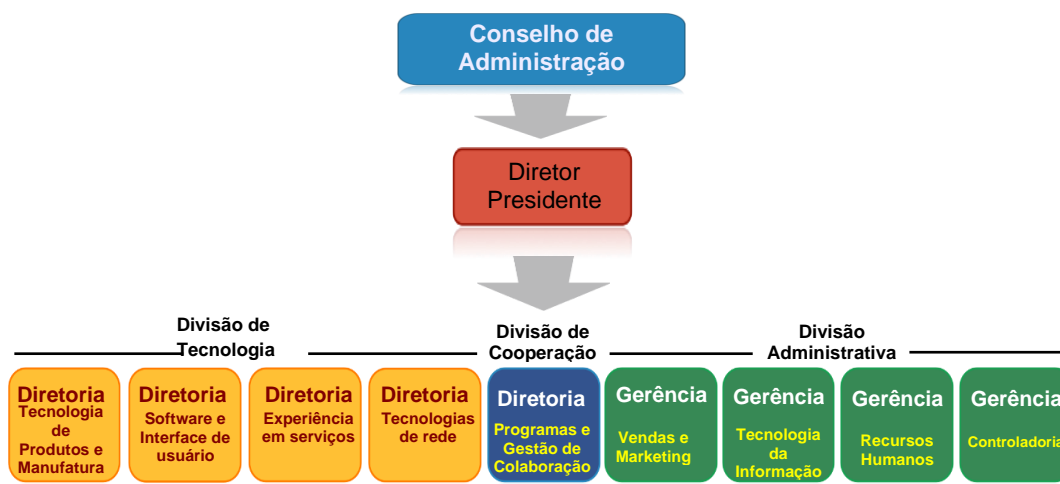 Conselho de
Administração
Diretor
Presidente
Divisão de
Tecnologia
Divisão de
Cooperação
Divisão
Administrativa
Diretoria
Tecnologia
de
Produtos e
Manufatura
Diretoria
Software e
Interface de
usuário
Diretoria
Experiência
em serviços
Diretoria
Tecnologias
de rede
Diretoria
Programas e
Gestão de
Colaboração
Gerência
Vendas e
Marketing
Gerência
Tecnologia
da
Informação
Gerência
Recursos
Humanos
Gerência
Controladoria